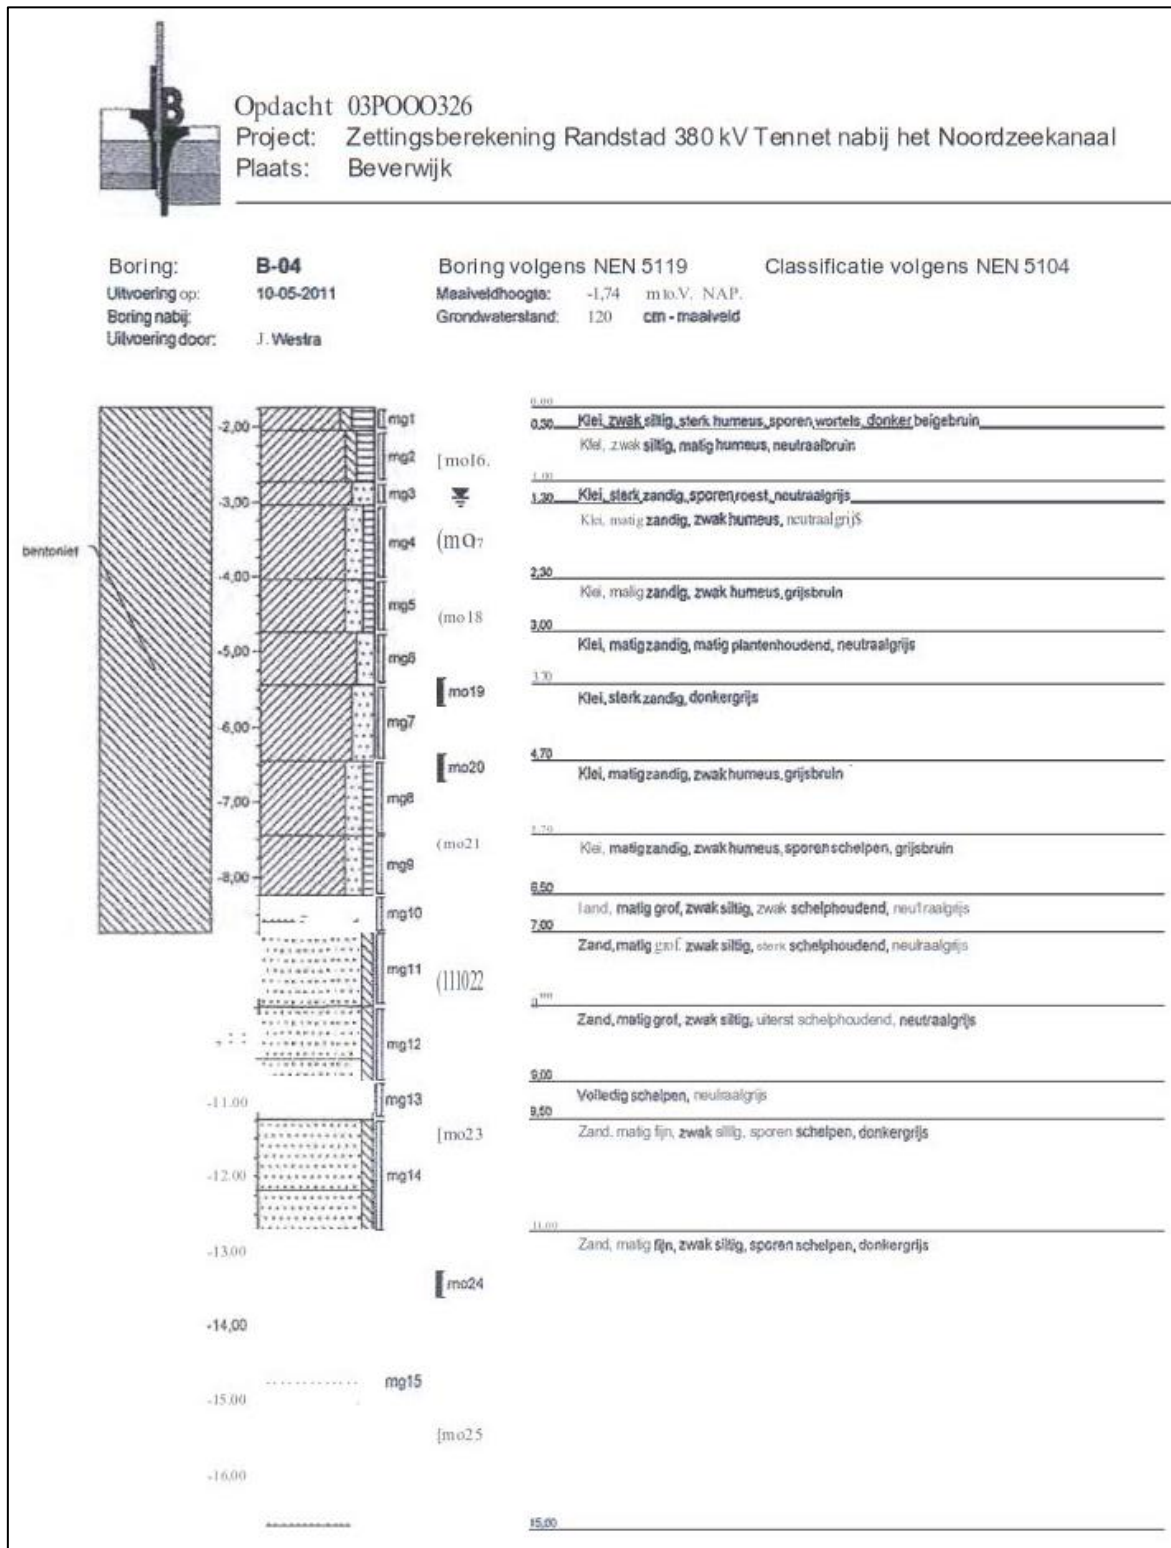 B
Opdacht 03POOO326
Project: Zettingsberekening Randstad 380 kV Tennet nabij het Noordzeekanaal
Plaats: Beverwijk
Boring: B-04 Boring volgens NEN 5119 Classificatie volgens NEN 5104
Uitvoering op: 10-05-2011 Maaiveldhoogte: -1,74 m to.V. NAP.
Boring nabij: Grondwaterstand: 120 cm - maaiveld
Uitvoering door: J. Westra
0.00
-2,00 mg1 0,30 Klei, zwak siltig, sterk humeus, sporen wortels, donker beigebruin
mg2 [mol6. Klei, zwak siltig, matig humeus, neutraalbruin
1.00
-3,00 mg3 1,30 Klei, sterk zandig, sporen roest, neutraalgrijs
bentoniet mg4 (mO7 Klei, matig zandig, zwak humeus, neutraalgrij$
-4,00 2,30
mg5 (mo18 Klei, matig zandig, zwak humeus, grijsbruin
3,00
-5,00 mg6 Klei, matig zandig, matig plantenhoudend, neutraalgrijs
3.70
mo19 Klei, sterk zandig, donkergrijs
-6,00 mg7
4,70
[mo20 Klei, matig zandig, zwak humeus, grijsbruin
-7,00 mg8
mg9 (mo21 Klei, matig zandig, zwak humeus, sporen schelpen, grijsbruin
-8,00 6,50
mg10 land, matig grof, zwak siltig, zwak schelphoudend, neutraalgrijs
7,00
Zand, matig grof. zwak siltig, sterk schelphoudend, neutraalgrijs
mg11 (111022
mg12 Zand, matig grof, zwak siltig, uiterst schelphoudend, neutraalgrijs
9,00
-11.00 mg13 Volledig schelpen, neutraalgrijs
9,50
[mo23 Zand, matig fijn, zwak siltig, sporen schelpen, donkergrijs
-12.00 mg14
11.00
-13.00 Zand, matig fijn, zwak siltig, sporen schelpen, donkergrijs
[mo24
-14,00
mg15
-15.00
[mo25
-16.00
15,00